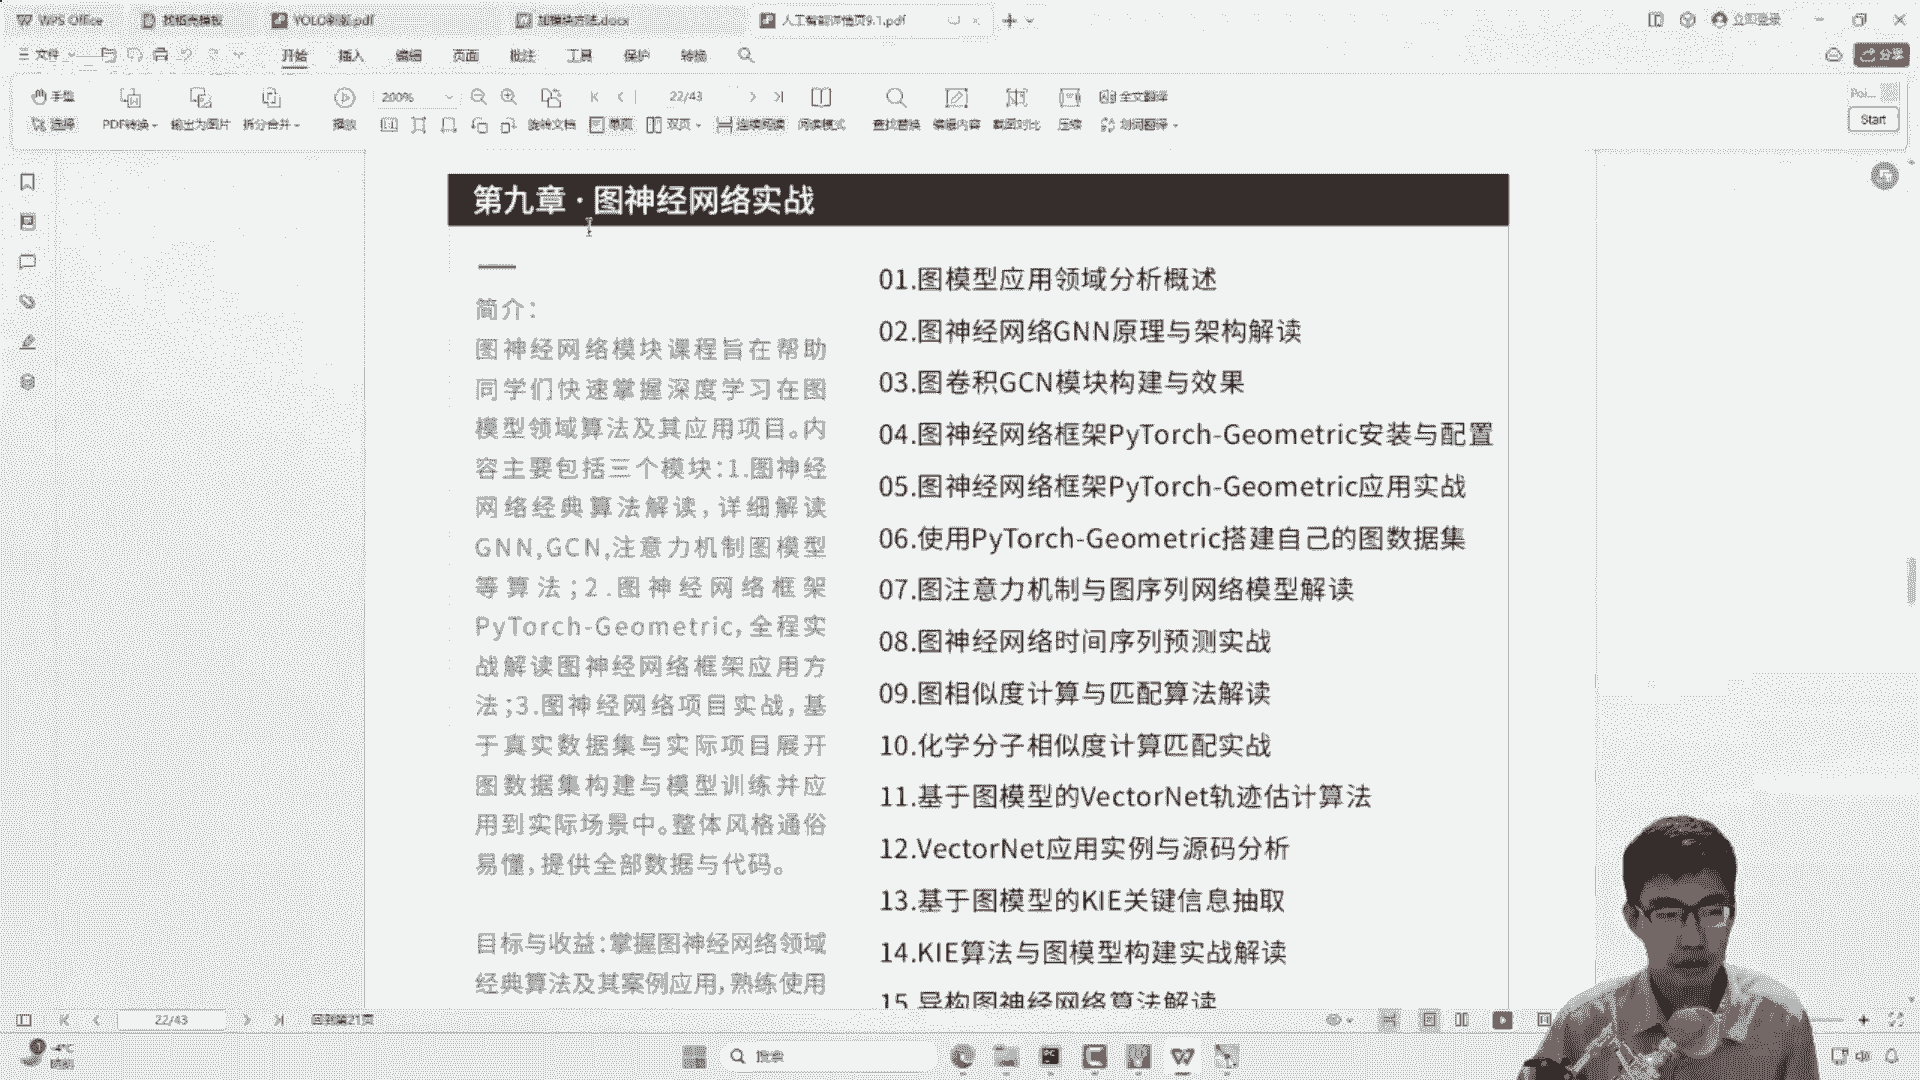 WPS Office
找稻壳模板
YOLO新版.pdf
加模块方法.docx
人工智能详情页9.1.pdf
立即登录
文件
开始
插入
编辑
页面
批注
工具
保护
转换
分享
手型
选择
PDF转换
输出为图片
拆分合并
播放
200%
旋转文档
单页
双页
连续阅读
22/43
阅读模式
查找替换
编辑内容
截图对比
压缩
全文翻译
划词翻译
Poi...
Start
第九章·图神经网络实战
简介:
图神经网络模块课程旨在帮助
同学们快速掌握深度学习在图
模型领域算法及其应用项目。内
容主要包括三个模块:1.图神经
网络经典算法解读,详细解读
GNN,GCN,注意力机制图模型
等算法;2.图神经网络框架
PyTorch-Geometric,全程实
战解读图神经网络框架应用方
法;3.图神经网络项目实战,基
于真实数据集与实际项目展开
图数据集构建与模型训练并应
用到实际场景中。整体风格通俗
易懂,提供全部数据与代码。
目标与收益:掌握图神经网络领域
经典算法及其案例应用,熟练使用
01.图模型应用领域分析概述
02.图神经网络GNN原理与架构解读
03.图卷积GCN模块构建与效果
04.图神经网络框架PyTorch-Geometric安装与配置
05.图神经网络框架PyTorch-Geometric应用实战
06.使用PyTorch-Geometric搭建自己的图数据集
07.图注意力机制与图序列网络模型解读
08.图神经网络时间序列预测实战
09.图相似度计算与匹配算法解读
10.化学分子相似度计算匹配实战
11.基于图模型的VectorNet轨迹估计算法
12.VectorNet应用实例与源码分析
13.基于图模型的KIE关键信息抽取
14.KIE算法与图模型构建实战解读
15.异构图神经网络算法解读
22/43
回到第21页
-4°C
搜索